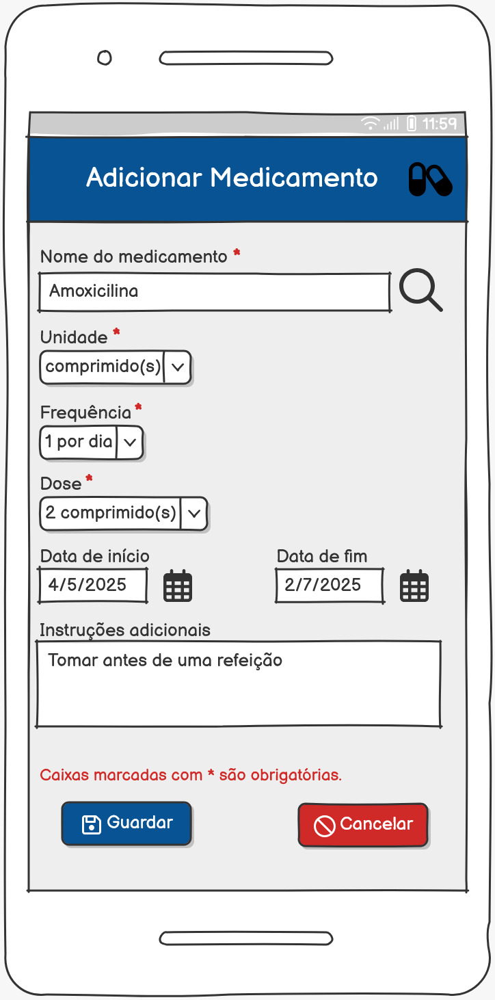 11:59
Adicionar Medicamento
Nome do medicamento *
Amoxicilina
Unidade *
comprimido(s)
Frequência *
1 por dia
Dose *
2 comprimido(s)
Data de início Data de fim
4/5/2025 2/7/2025
Instruções adicionais
Tomar antes de uma refeição
Caixas marcadas com * são obrigatórias.
Guardar Cancelar